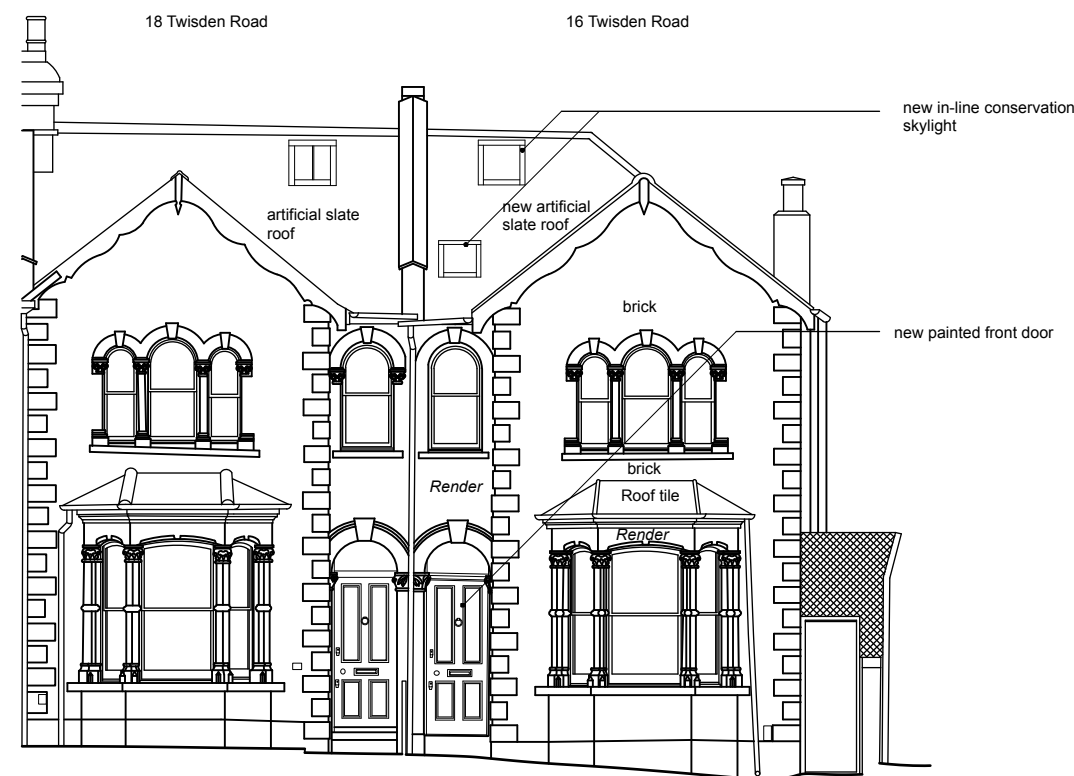 18 Twisden Road
16 Twisden Road
new in-line conservation
skylight
artificial slate
roof
new artificial
slate roof
brick
new painted front door
brick
Render
Roof tile
Render